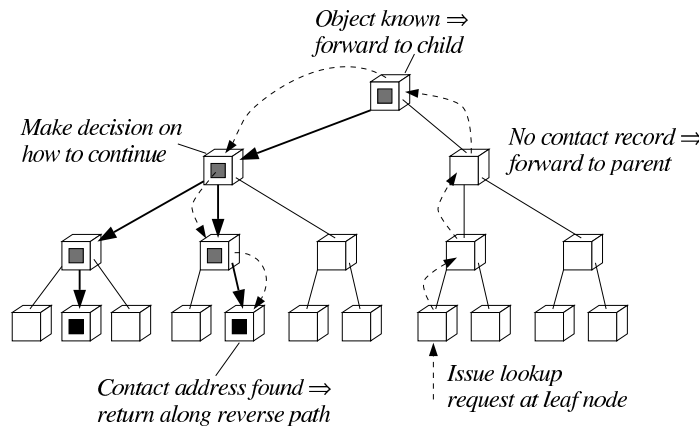 Object known ⇒
forward to child
Make decision on
how to continue
No contact record ⇒
forward to parent
Contact address found ⇒
return along reverse path
Issue lookup
request at leaf node